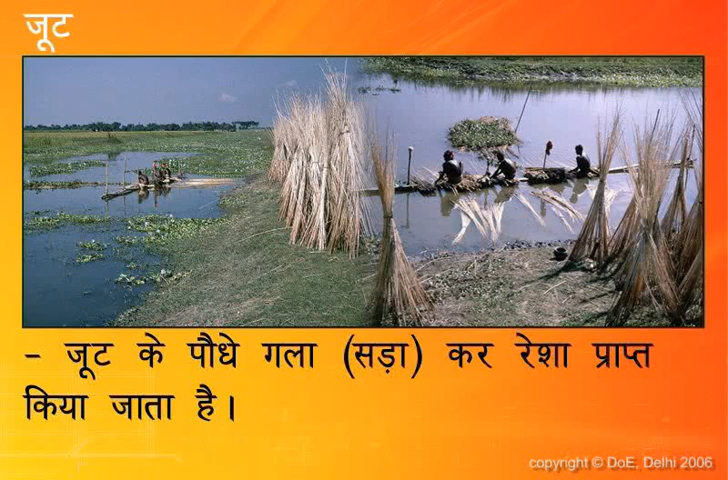 जूट
– जूट के पौधे गला (सड़ा) कर रेशा प्राप्त
किया जाता है।
copyright © DoE, Delhi 2006